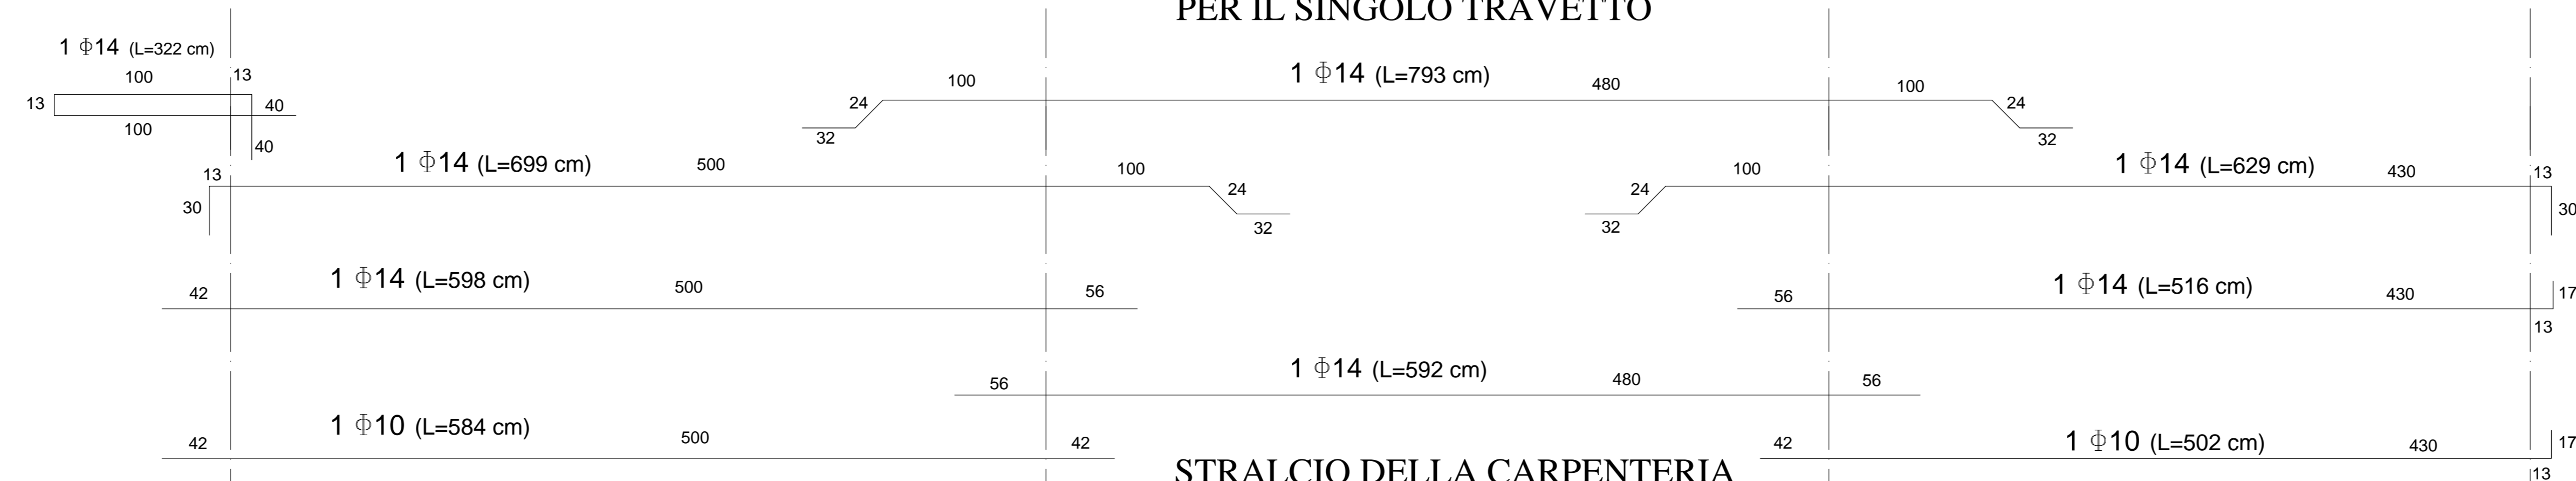 PER IL SINGOLO TRAVETTO
1 Φ14 (L=322 cm)
100 13
13 40
100
40
100 1 Φ14 (L=793 cm) 480 100
24 24
32 32
1 Φ14 (L=699 cm) 500 100 100 1 Φ14 (L=629 cm) 430
13 13
30 24 24 30
32 32
1 Φ14 (L=598 cm) 1 Φ14 (L=516 cm)
42 500 56 56 430 17
13
1 Φ14 (L=592 cm)
56 480 56
1 Φ10 (L=584 cm) 1 Φ10 (L=502 cm)
42 500 42 42 430 17
STRALCIO DELLA CARPENTERIA
13